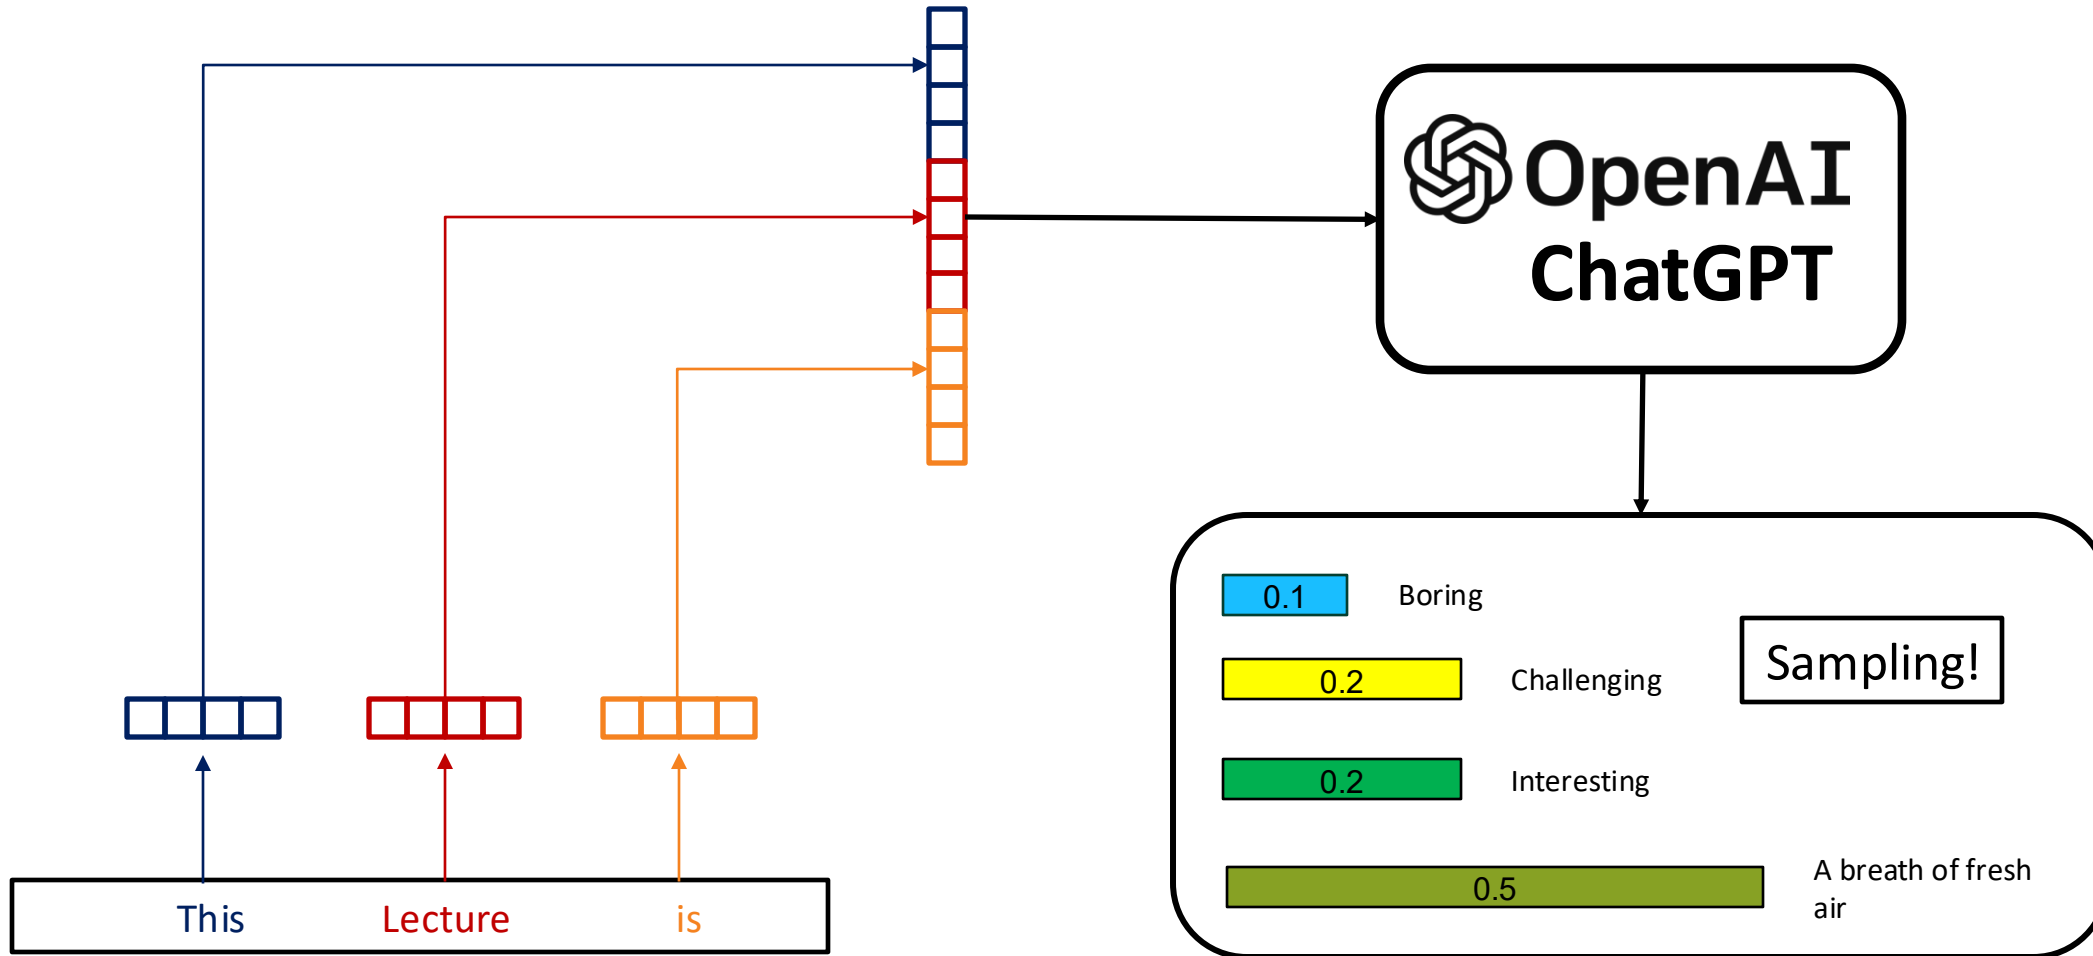 OpenAI
ChatGPT
0.1 Boring
0.2 Challenging
Sampling!
0.2 Interesting
0.5 A breath of fresh
air
This Lecture is